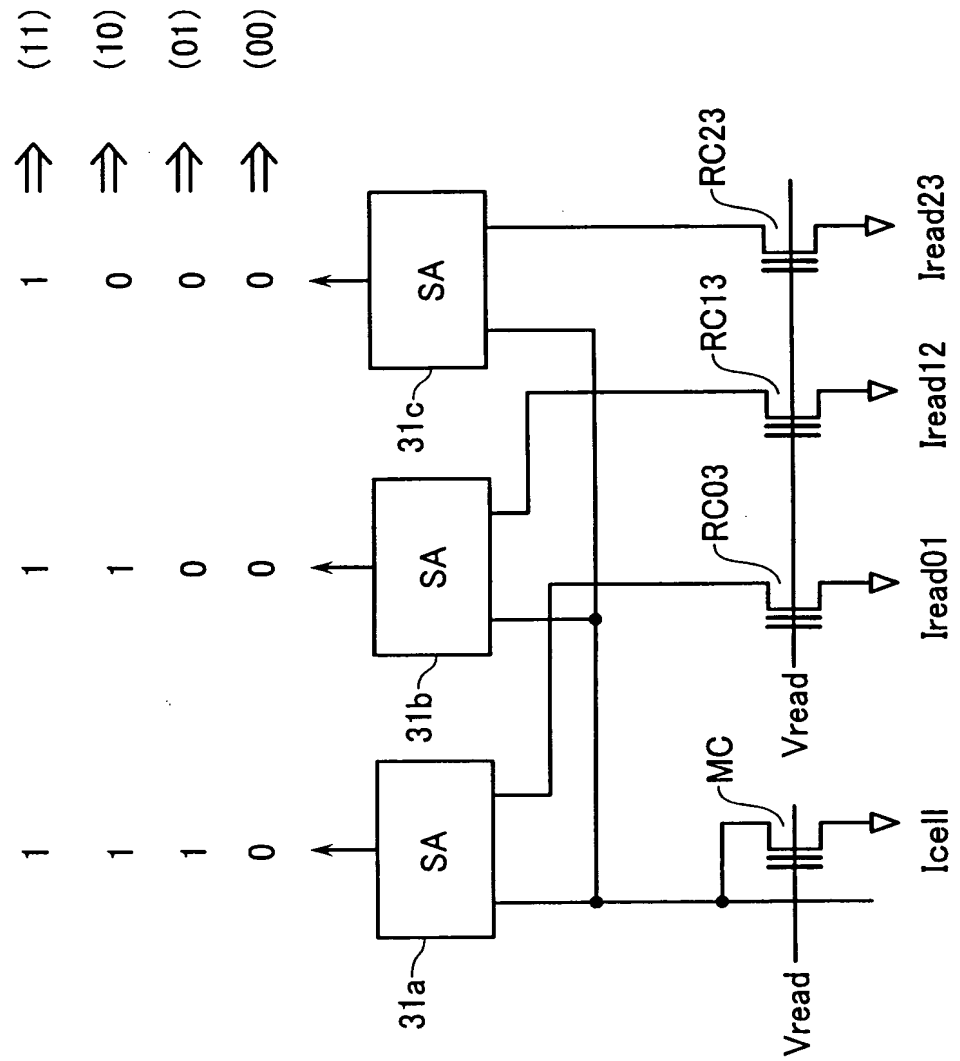 1 1 1 ⇒ (11)
1 1 0 ⇒ (10)
1 0 0 ⇒ (01)
0 0 0 ⇒ (00)
SA SA SA
31a 31b 31c
MC RC03 RC13 RC23
Vread Vread
Icell Iread01 Iread12 Iread23